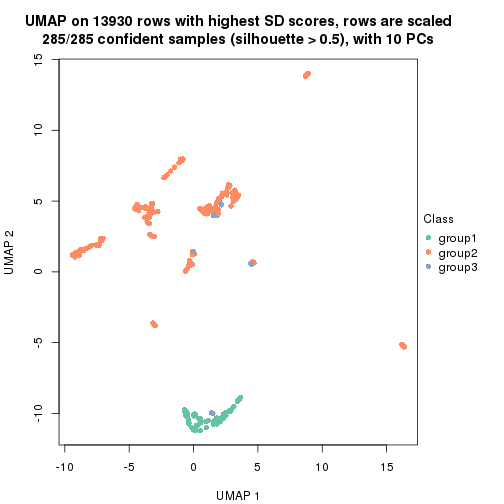 UMAP on 13930 rows with highest SD scores, rows are scaled
285/285 confident samples (silhouette > 0.5), with 10 PCs
15
10
5
0
-5
-10
UMAP 2
-10 -5 0 5 10 15
UMAP 1
Class
group1
group2
group3